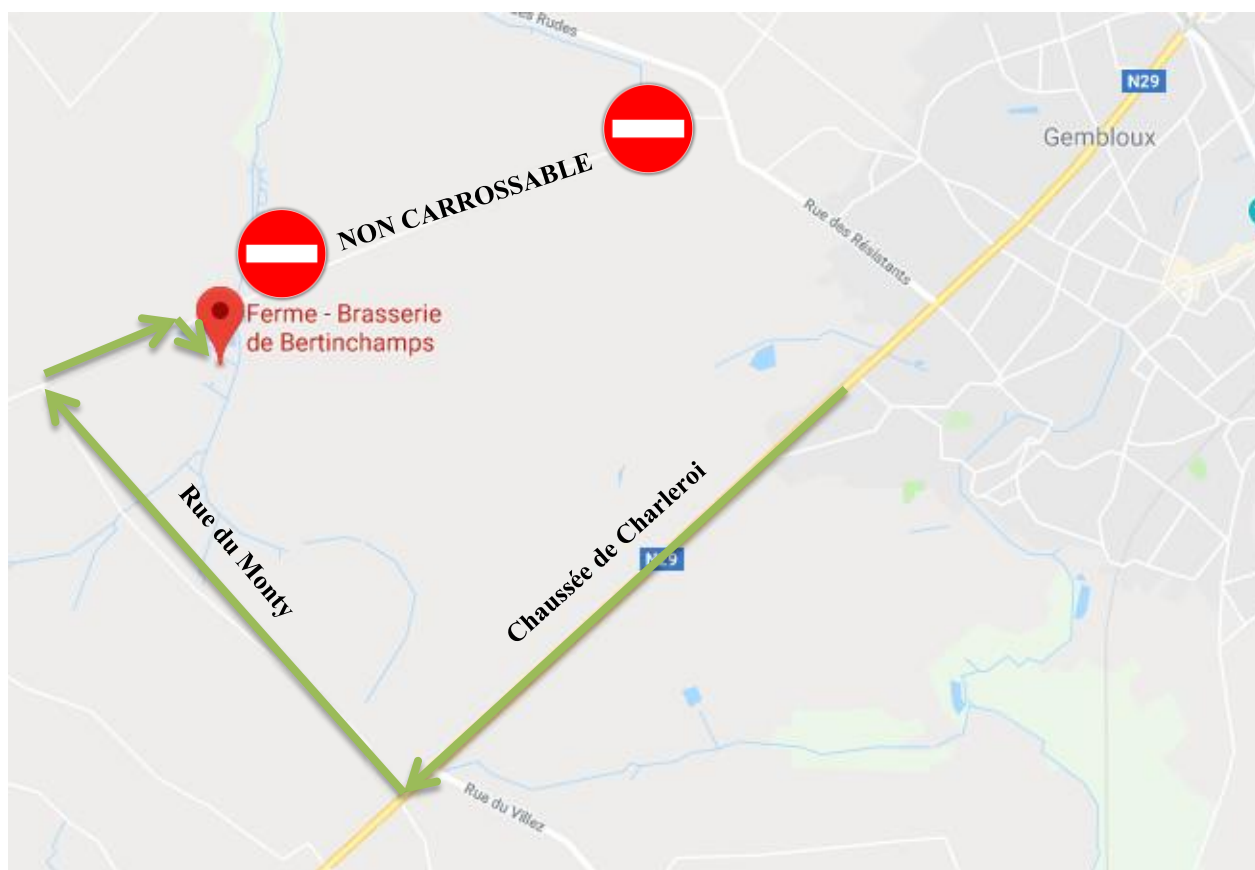 es Rudes
N29
Gembloux
NON CARROSSABLE
Rue des Résistants
Ferme - Brasserie
de Bertinchamps
Rue du Monty
Chaussée de Charleroi
N29
Rue du Villez